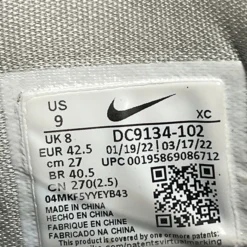 US
9
XC
UK 8
DC9134-102
EUR 42.5
01/19/22
03/17/22
cm 27
UPC 00195869086712
BR 40.5
CN 270(2.5)
04MKFSYYEYB43
MADE IN CHINA
HECHO EN CHINA
FABRIQUE EN CHINE
FABRICADO NA CHINA